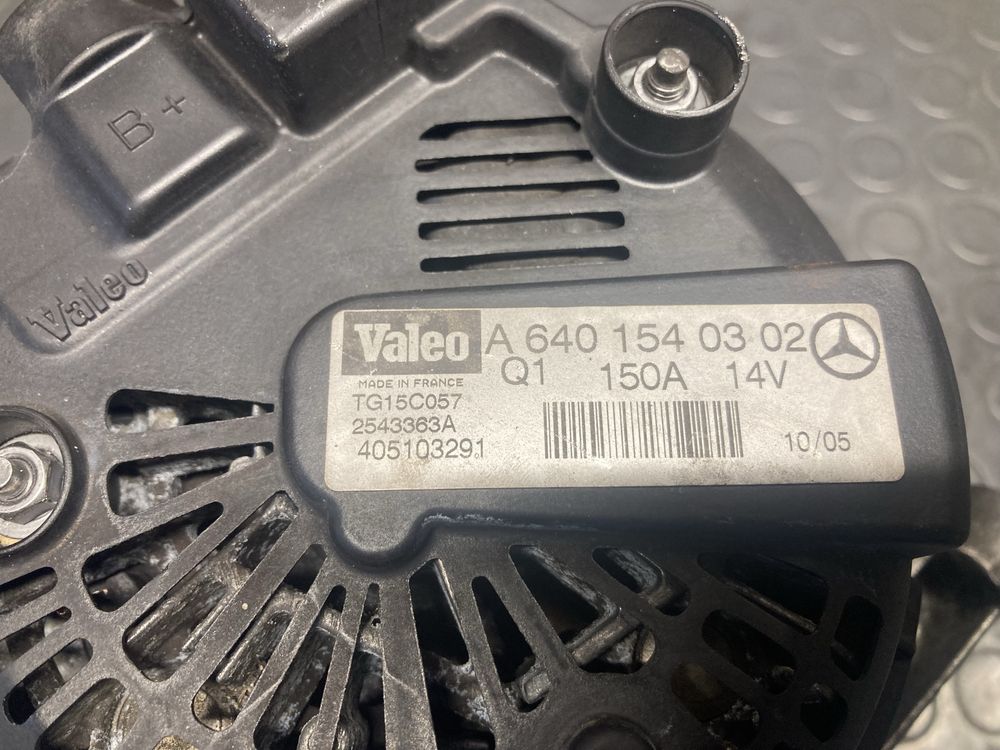 B+
Valeo
Valeo A 640 154 03 02
MADE IN FRANCE Q1 150A 14V
TG15C057
2543363A
405103291 10/05